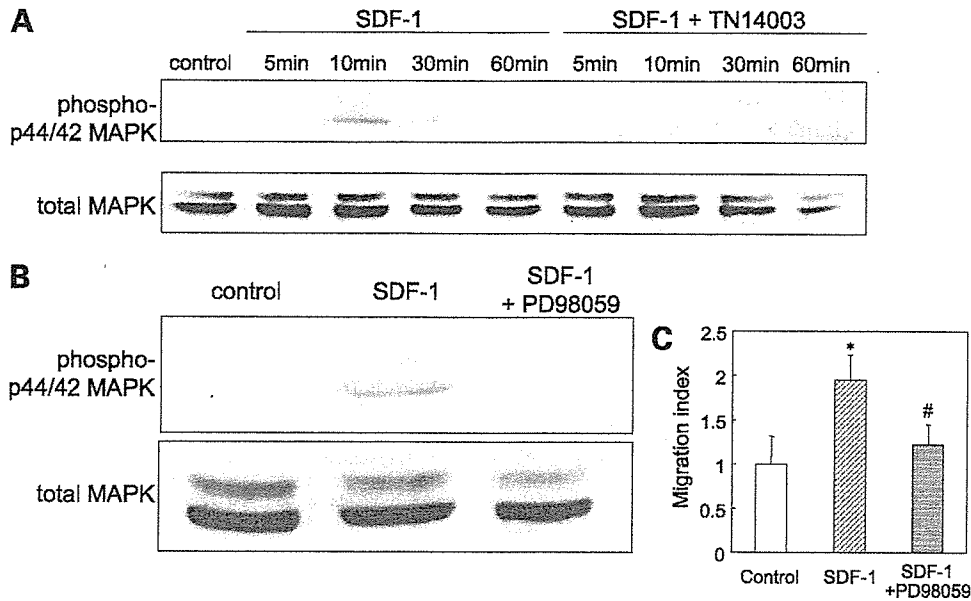 A
SDF-1
SDF-1 + TN14003
control 5min 10min 30min 60min 5min 10min 30min 60min
phospho-
p44/42 MAPK
total MAPK
B
control
SDF-1
SDF-1
+ PD98059
phospho-
p44/42 MAPK
total MAPK
C
Migration index
2.5
2
1.5
1
0.5
0
*
#
Control
SDF-1
SDF-1
+PD98059